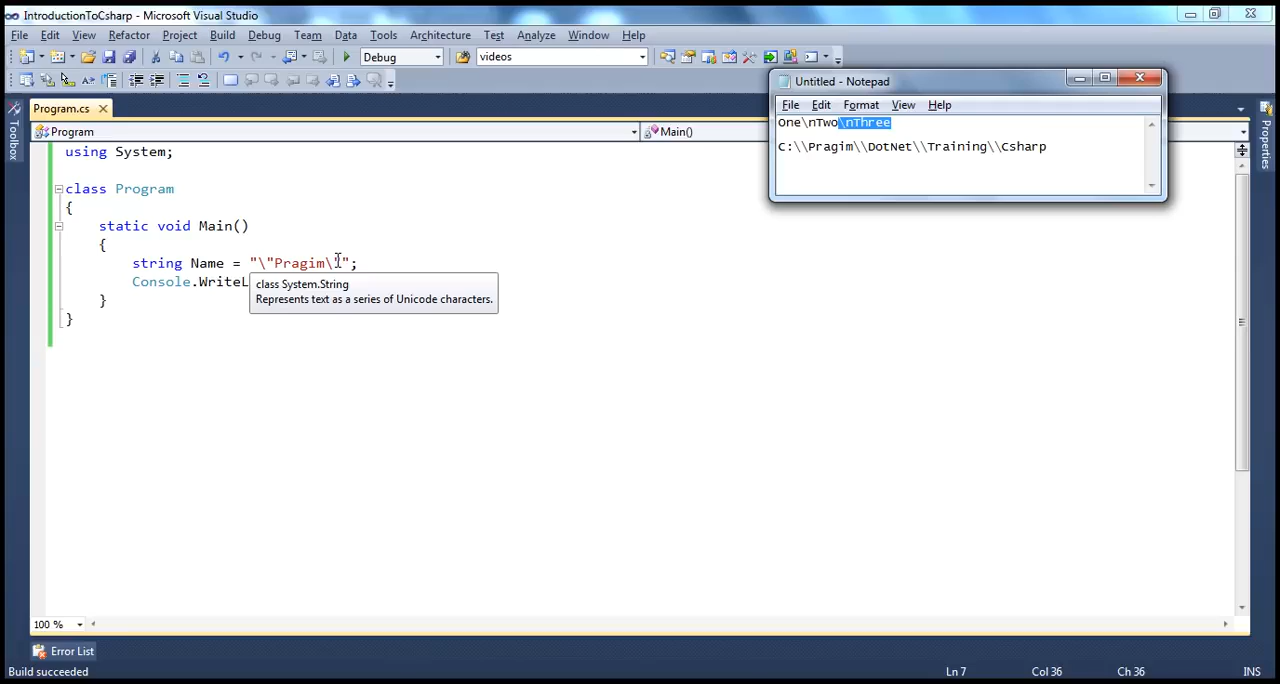 IntroductionToCsharp - Microsoft Visual Studio
File Edit View Refactor Project Build Debug Team Data Tools Architecture Test Analyze Window Help
Debug videos
Program.cs
Program Main()
Toolbox
Properties
using System;
class Program
{
static void Main()
{
string Name = "\"Pragim\"";
Console.WriteL
class System.String
Represents text as a series of Unicode characters.
}
}
Untitled - Notepad
File Edit Format View Help
One\nTwo\nThree
C:\\Pragim\\DotNet\\Training\\Csharp
100 %
Error List
Build succeeded Ln 7 Col 36 Ch 36 INS